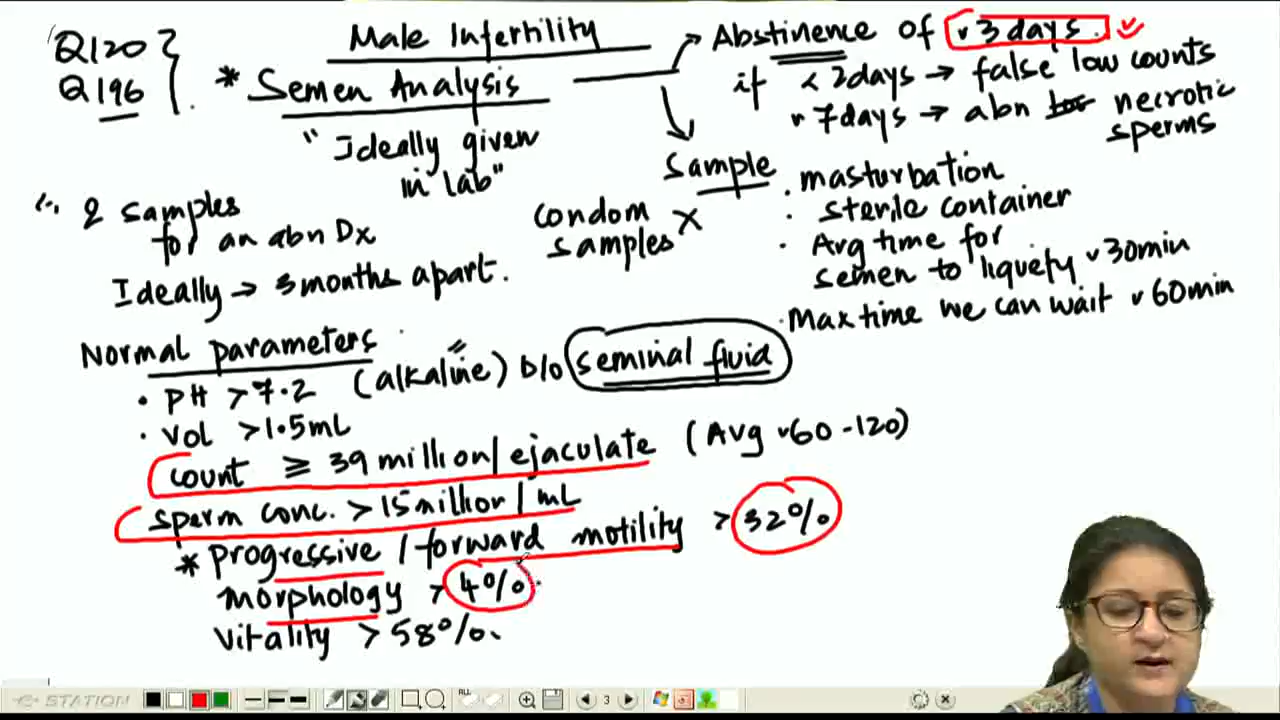 Q120
Q196
Male Infertility
* Semen Analysis
"Ideally given
in lab"
Abstinence of ~3 days.
if < 2days → false low counts
~ 7days → abn necrotic
sperms
Sample
· masturbation
· sterile container
· Avg time for
semen to liquefy ~30min
· Max time we can wait ~60min
condom
samples X
2 samples
for an abn Dx
Ideally → 3months apart.
Normal parameters
· PH > 7.2 (alkaline) D/o seminal fluid
· Vol >1.5mL
count ≥ 39 million/ejaculate (Avg ~60-120)
sperm conc. > 15 million/mL
* progressive / forward motility > 32%
morphology > 4%.
vitality > 58%.
e-STATION
3